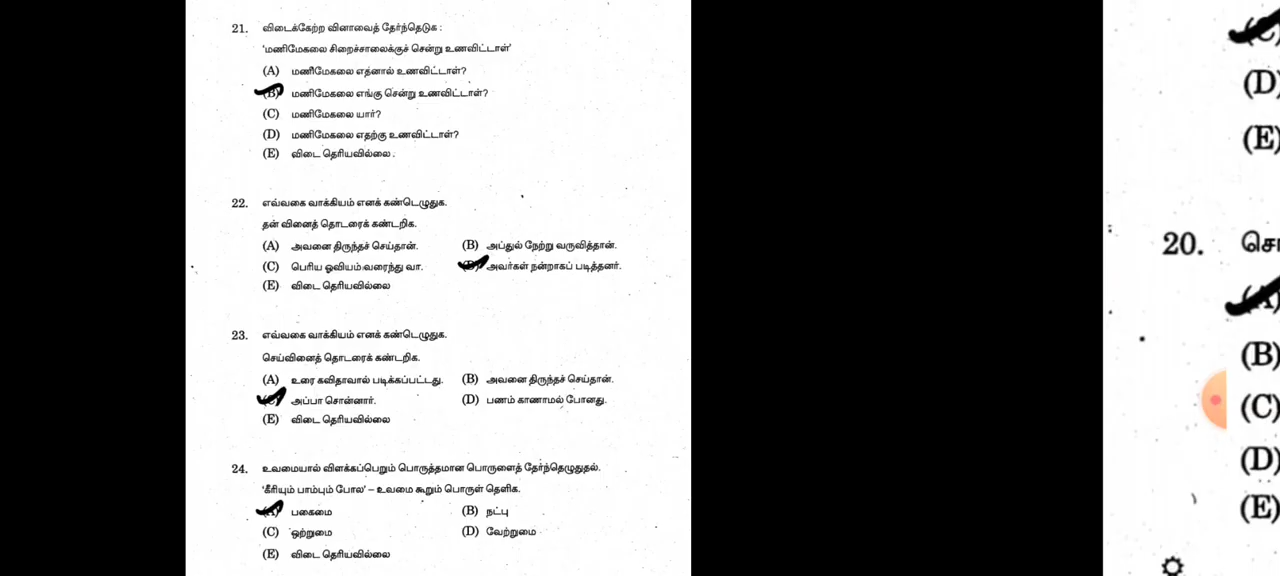 21. விடைக்கேற்ற வினாவைத் தேர்ந்தெடுக :
'மணிமேகலை சிறைச்சாலைக்குச் சென்று உணவிட்டாள்'
(A) மணிமேகலை எதனால் உணவிட்டாள்?
(B) மணிமேகலை எங்கு சென்று உணவிட்டாள்?
(C) மணிமேகலை யார்?
(D) மணிமேகலை எதற்கு உணவிட்டாள்?
(E) விடை தெரியவில்லை.
22. எவ்வகை வாக்கியம் எனக் கண்டெழுதுக.
தன் வினைத் தொடரைக் கண்டறிக.
(A) அவனை திருந்தச் செய்தான். (B) அப்துல் நேற்று வருவித்தான்.
(C) பெரிய ஓவியம் வரைந்து வா. (D) அவர்கள் நன்றாகப் படித்தனர்.
(E) விடை தெரியவில்லை
23. எவ்வகை வாக்கியம் எனக் கண்டெழுதுக.
செய்வினைத் தொடரைக் கண்டறிக.
(A) உரை கவிதாவால் படிக்கப்பட்டது. (B) அவனை திருந்தச் செய்தான்.
(C) அப்பா சொன்னார். (D) பணம் காணாமல் போனது.
(E) விடை தெரியவில்லை
24. உவமையால் விளக்கப்பெறும் பொருத்தமான பொருளைத் தேர்ந்தெழுதுதல்.
'கீரியும் பாம்பும் போல' – உவமை கூறும் பொருள் தெளிக.
(A) பகைமை (B) நட்பு
(C) ஒற்றுமை (D) வேற்றுமை
(E) விடை தெரியவில்லை
(C)
(D)
(E)
20. சொ
(A)
(B)
(C)
(D)
(E)